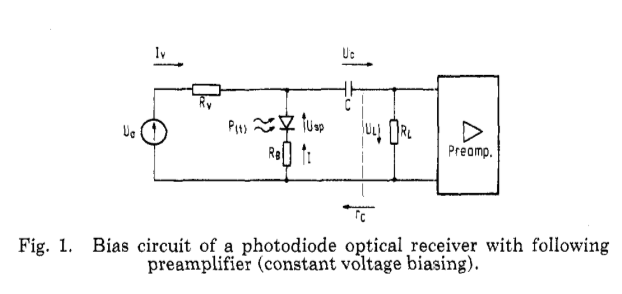 Iv Uc
Rv C
P(t) Usp UL RL
Uo
RB I
Preamp.
rc
Fig. 1. Bias circuit of a photodiode optical receiver with following
preamplifier (constant voltage biasing).